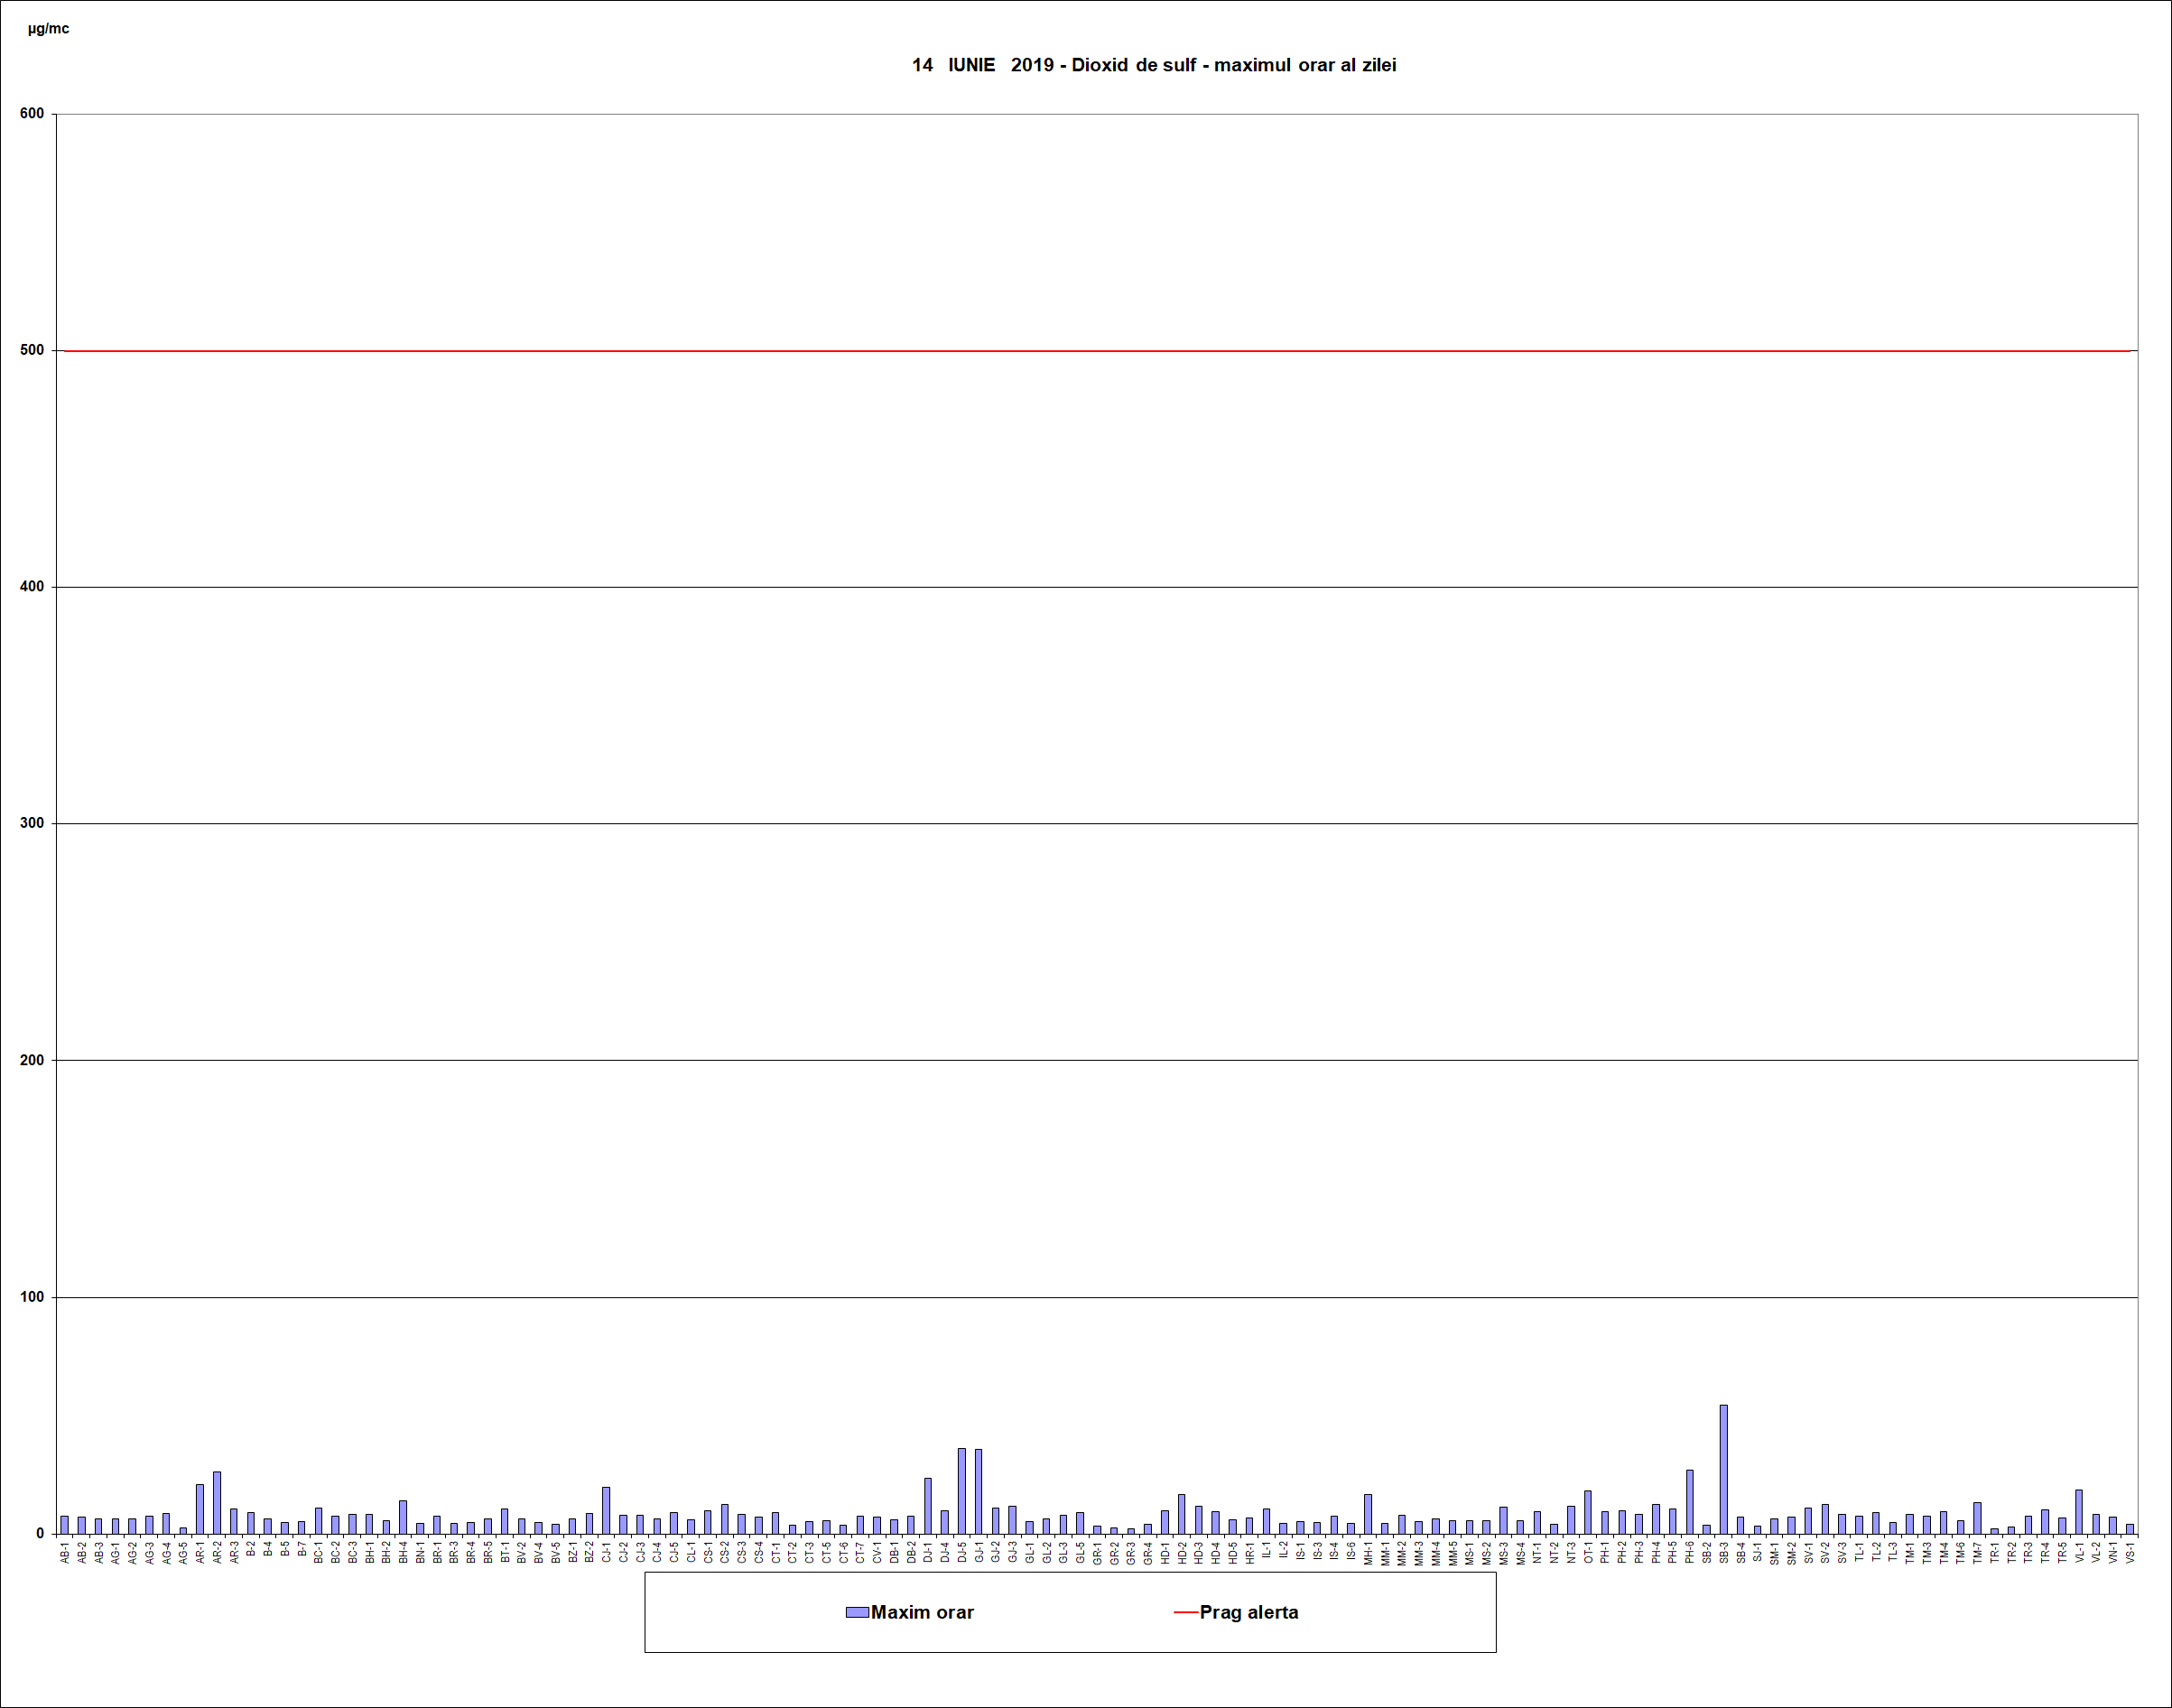 µg/mc
14 IUNIE 2019 - Dioxid de sulf - maximul orar al zilei
600
500
400
300
200
100
0
AB-1 AB-2 AB-3 AG-1 AG-2 AG-3 AG-4 AG-5 AR-1 AR-2 AR-3 B-2 B-4 B-5 B-7 BC-1 BC-2 BC-3 BH-1 BH-2 BH-4 BN-1 BR-1 BR-3 BR-4 BR-5 BT-1 BV-2 BV-4 BV-5 BZ-1 BZ-2 CJ-1 CJ-2 CJ-3 CJ-4 CJ-5 CL-1 CS-1 CS-2 CS-3 CS-4 CT-1 CT-2 CT-3 CT-5 CT-6 CT-7 CV-1 DB-1 DB-2 DJ-1 DJ-4 DJ-5 GJ-1 GJ-2 GJ-3 GL-1 GL-2 GL-3 GL-5 GR-1 GR-2 GR-3 GR-4 HD-1 HD-2 HD-3 HD-4 HD-5 HR-1 IL-1 IL-2 IS-1 IS-3 IS-4 IS-6 MH-1 MM-1 MM-2 MM-3 MM-4 MM-5 MS-1 MS-2 MS-3 MS-4 NT-1 NT-2 NT-3 OT-1 PH-1 PH-2 PH-3 PH-4 PH-5 PH-6 SB-2 SB-3 SB-4 SJ-1 SM-1 SM-2 SV-1 SV-2 SV-3 TL-1 TL-2 TL-3 TM-1 TM-3 TM-4 TM-6 TM-7 TR-1 TR-2 TR-3 TR-4 TR-5 VL-1 VL-2 VN-1 VS-1
Maxim orar
Prag alerta